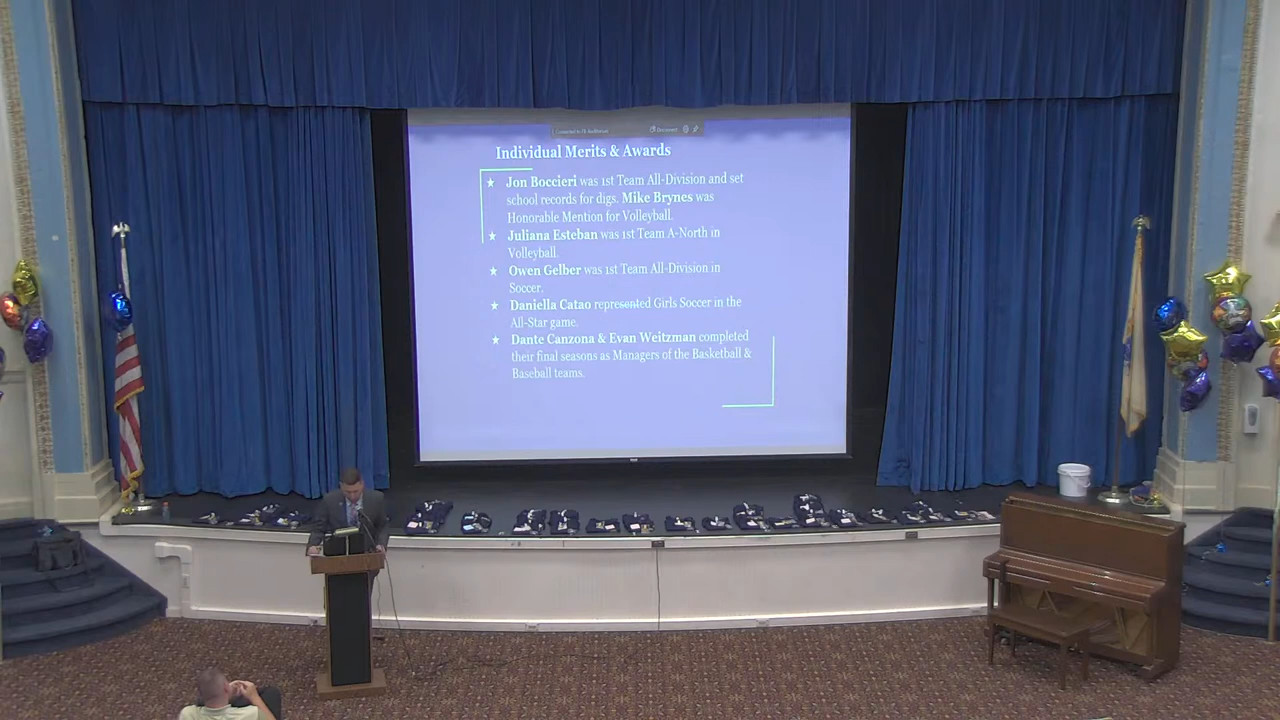 Individual Merits & Awards
Jon Boccieri was 1st Team All-Division and set
school records for digs. Mike Brynes was
Honorable Mention for Volleyball.
Juliana Esteban was 1st Team A-North in
Volleyball.
Owen Gelber was 1st Team All-Division in
Soccer.
Daniella Catao represented Girls Soccer in the
All-Star game.
Dante Canzona & Evan Weitzman completed
their final seasons as Managers of the Basketball &
Baseball teams.